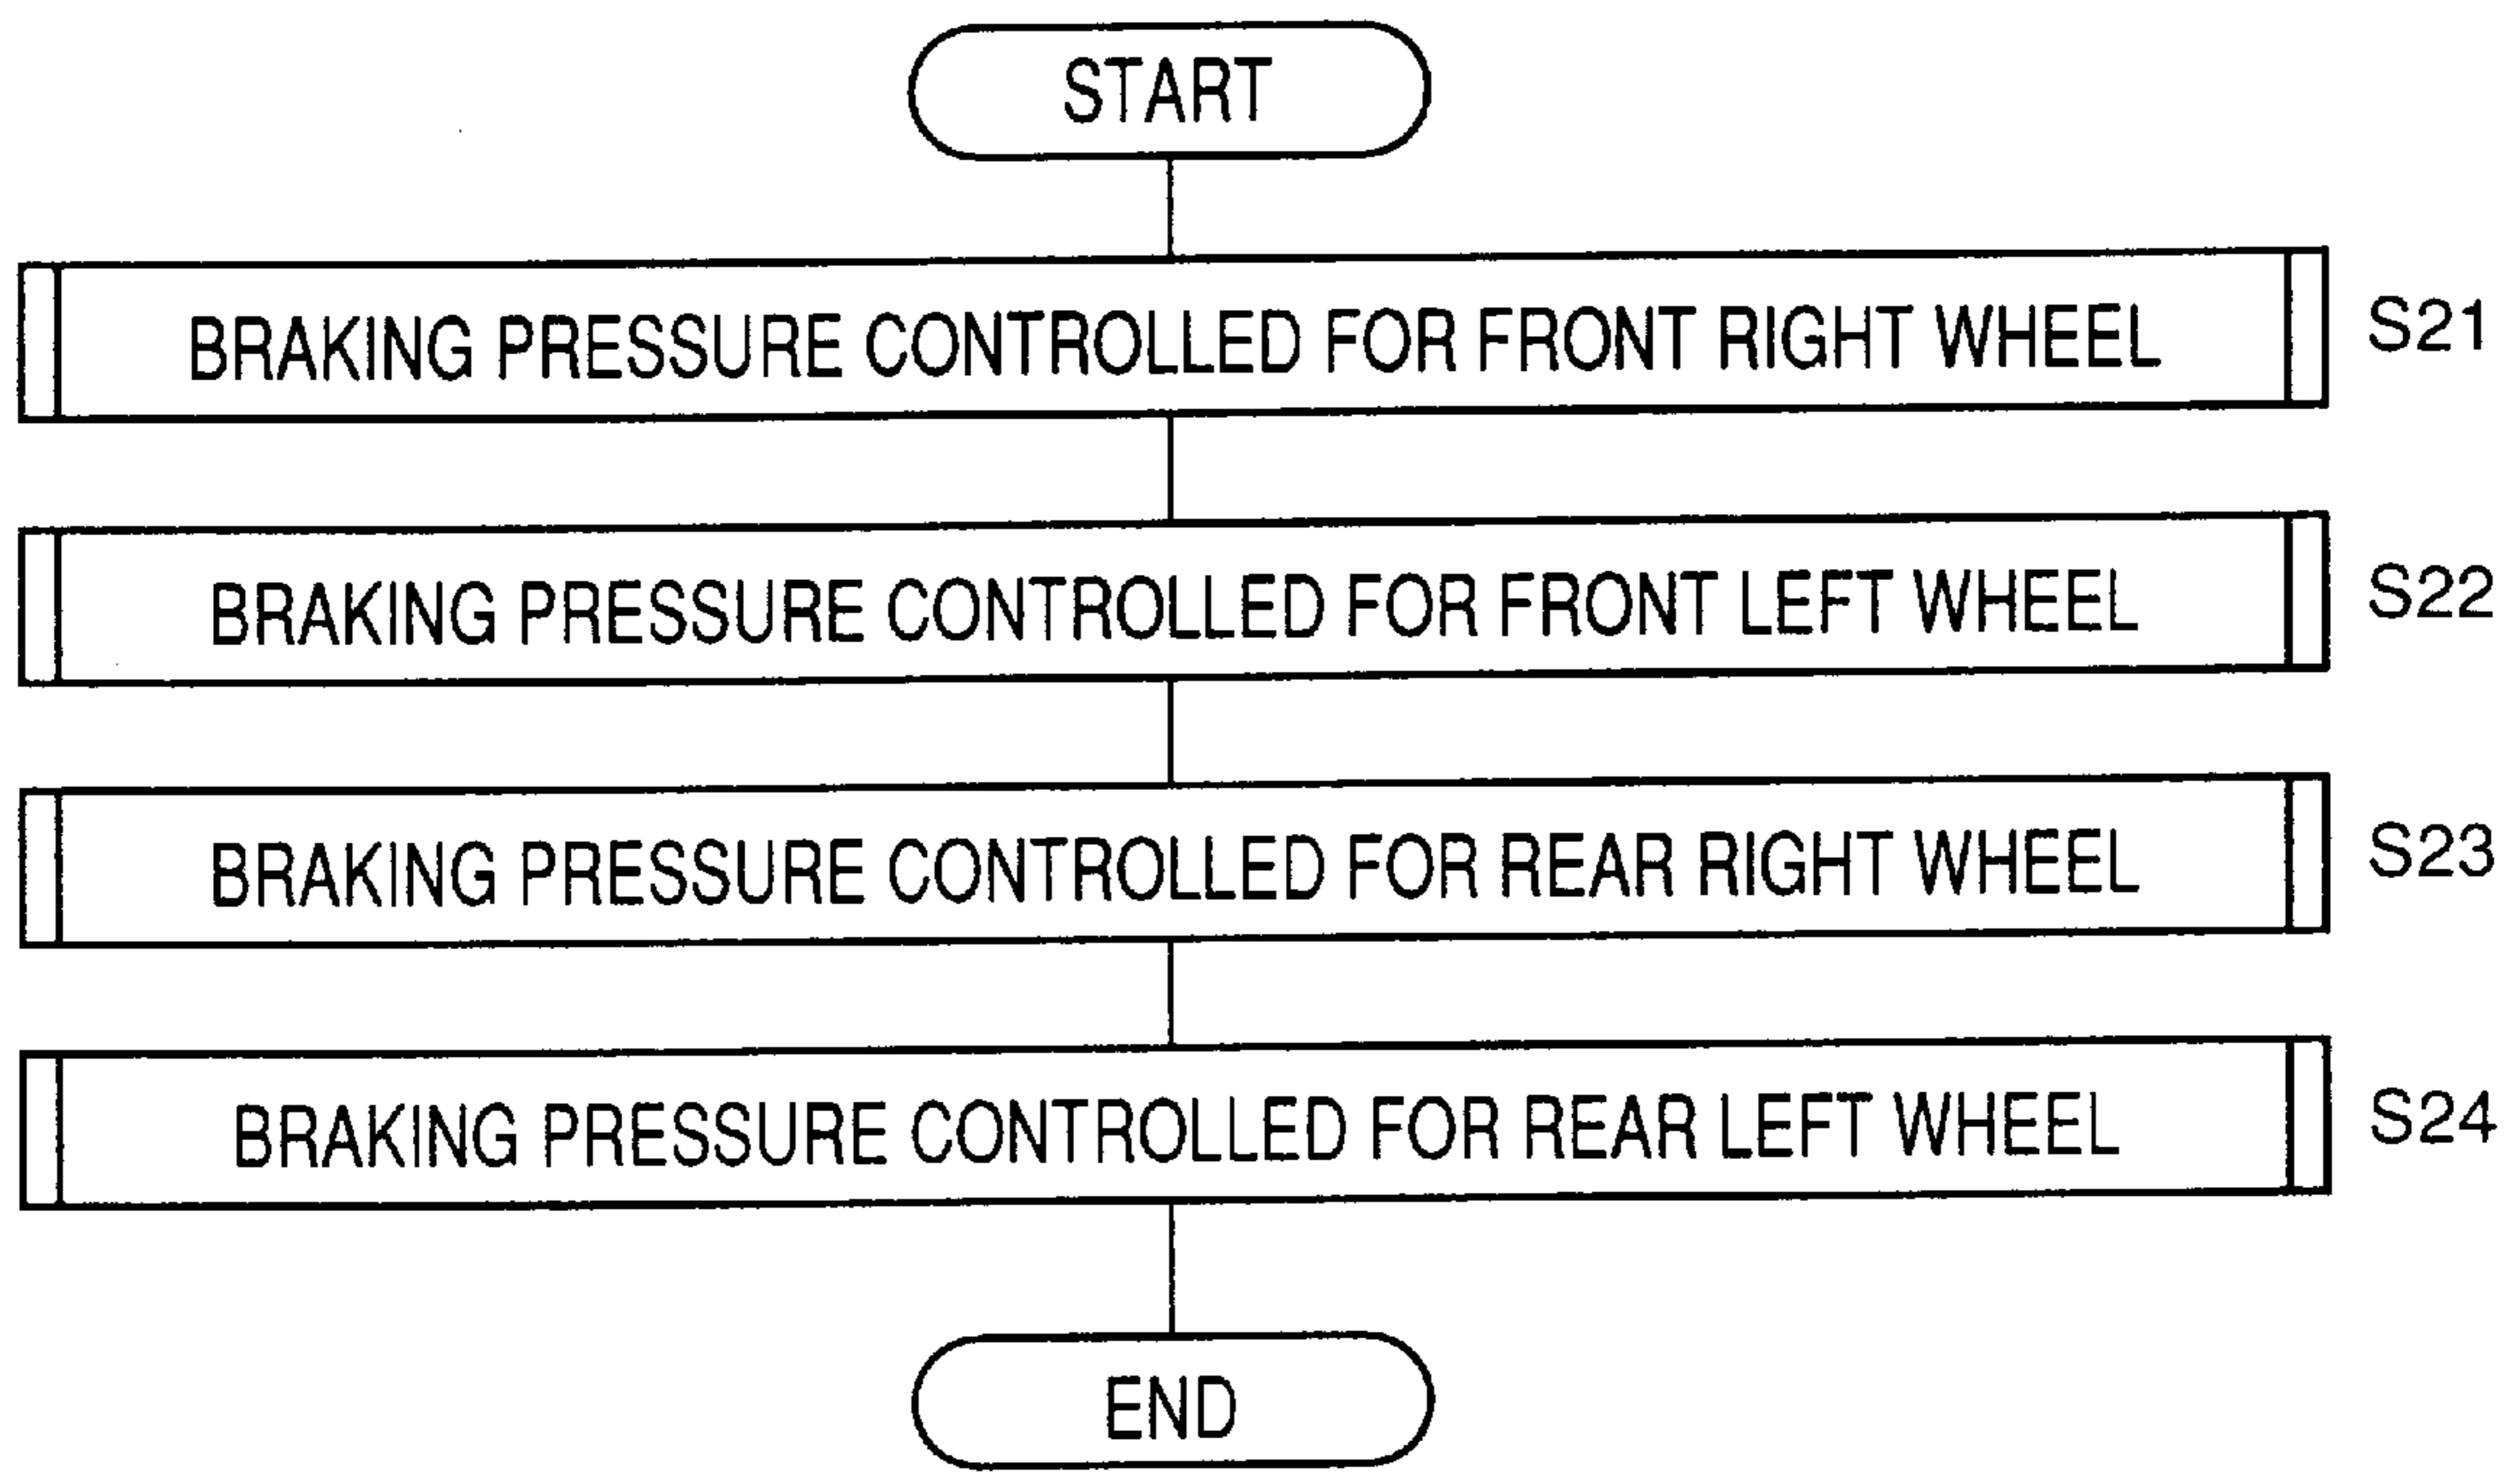 START
BRAKING PRESSURE CONTROLLED FOR FRONT RIGHT WHEEL S21
BRAKING PRESSURE CONTROLLED FOR FRONT LEFT WHEEL S22
BRAKING PRESSURE CONTROLLED FOR REAR RIGHT WHEEL S23
BRAKING PRESSURE CONTROLLED FOR REAR LEFT WHEEL S24
END